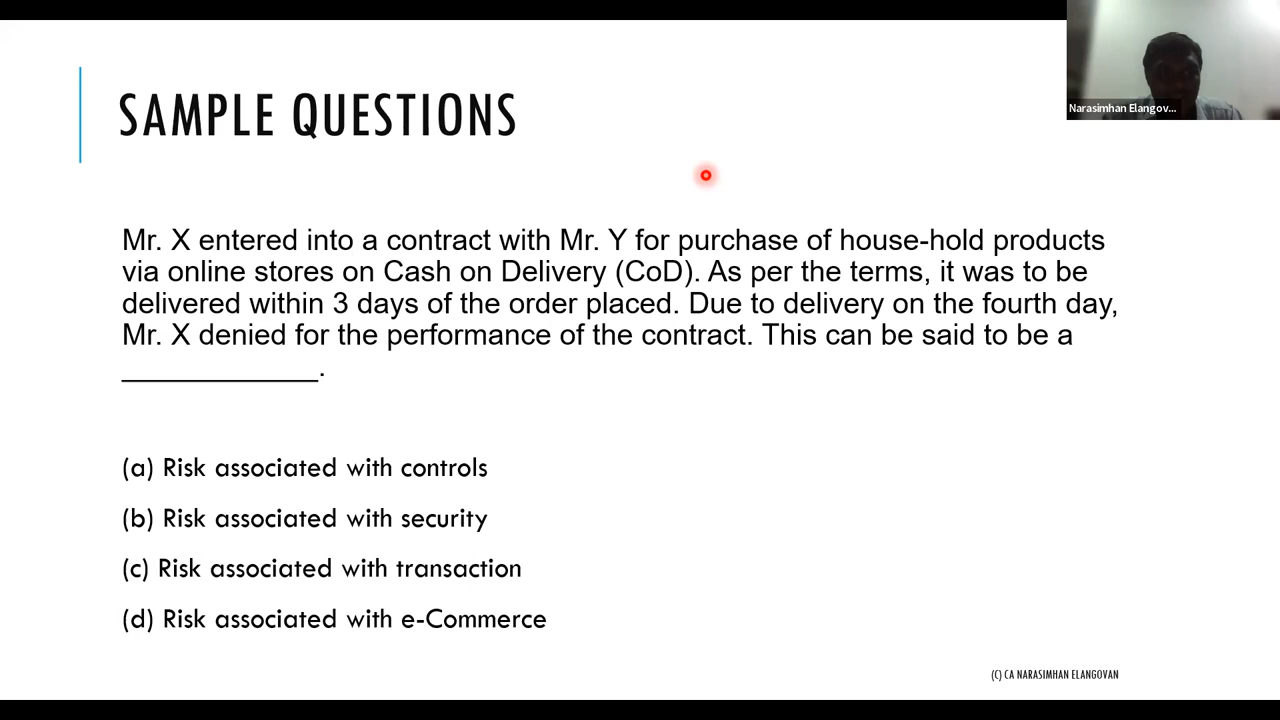 SAMPLE QUESTIONS
Narasimhan Elangov...
Mr. X entered into a contract with Mr. Y for purchase of house-hold products
via online stores on Cash on Delivery (CoD). As per the terms, it was to be
delivered within 3 days of the order placed. Due to delivery on the fourth day,
Mr. X denied for the performance of the contract. This can be said to be a
_____________.
(a) Risk associated with controls
(b) Risk associated with security
(c) Risk associated with transaction
(d) Risk associated with e-Commerce
(C) CA NARASIMHAN ELANGOVAN